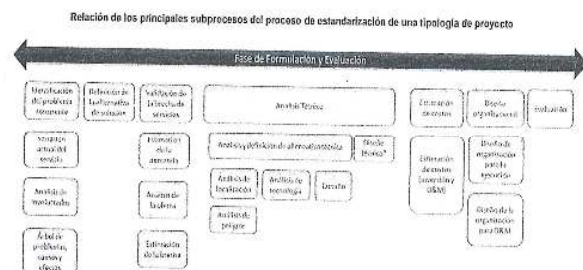 Relación de los principales subprocesos del proceso de estandarización de una tipología de proyecto
Fase de Formulación y Evaluación
Identificación
del problema
Definición de
la alternativa
de solución
Validación de
la brecha de
servicios
Análisis Técnico
Estimación
de costos
Diseño
organizacional
Evaluación
actual del
servicio
Estimación
de la
demanda
Análisis y definición de alternativa técnica
Diseño
técnico*
Estimación
de costos
(inversión y
O&M)
Diseño de
organización
para la
ejecución
Análisis de
involucrados
Análisis de
la oferta
Análisis de
localización
Análisis de
tecnología
Tamaño
Análisis de
peligros
Árbol de
problemas,
causas y
efectos
Estimación
de la brecha
Diseño de la
organización
para O&M